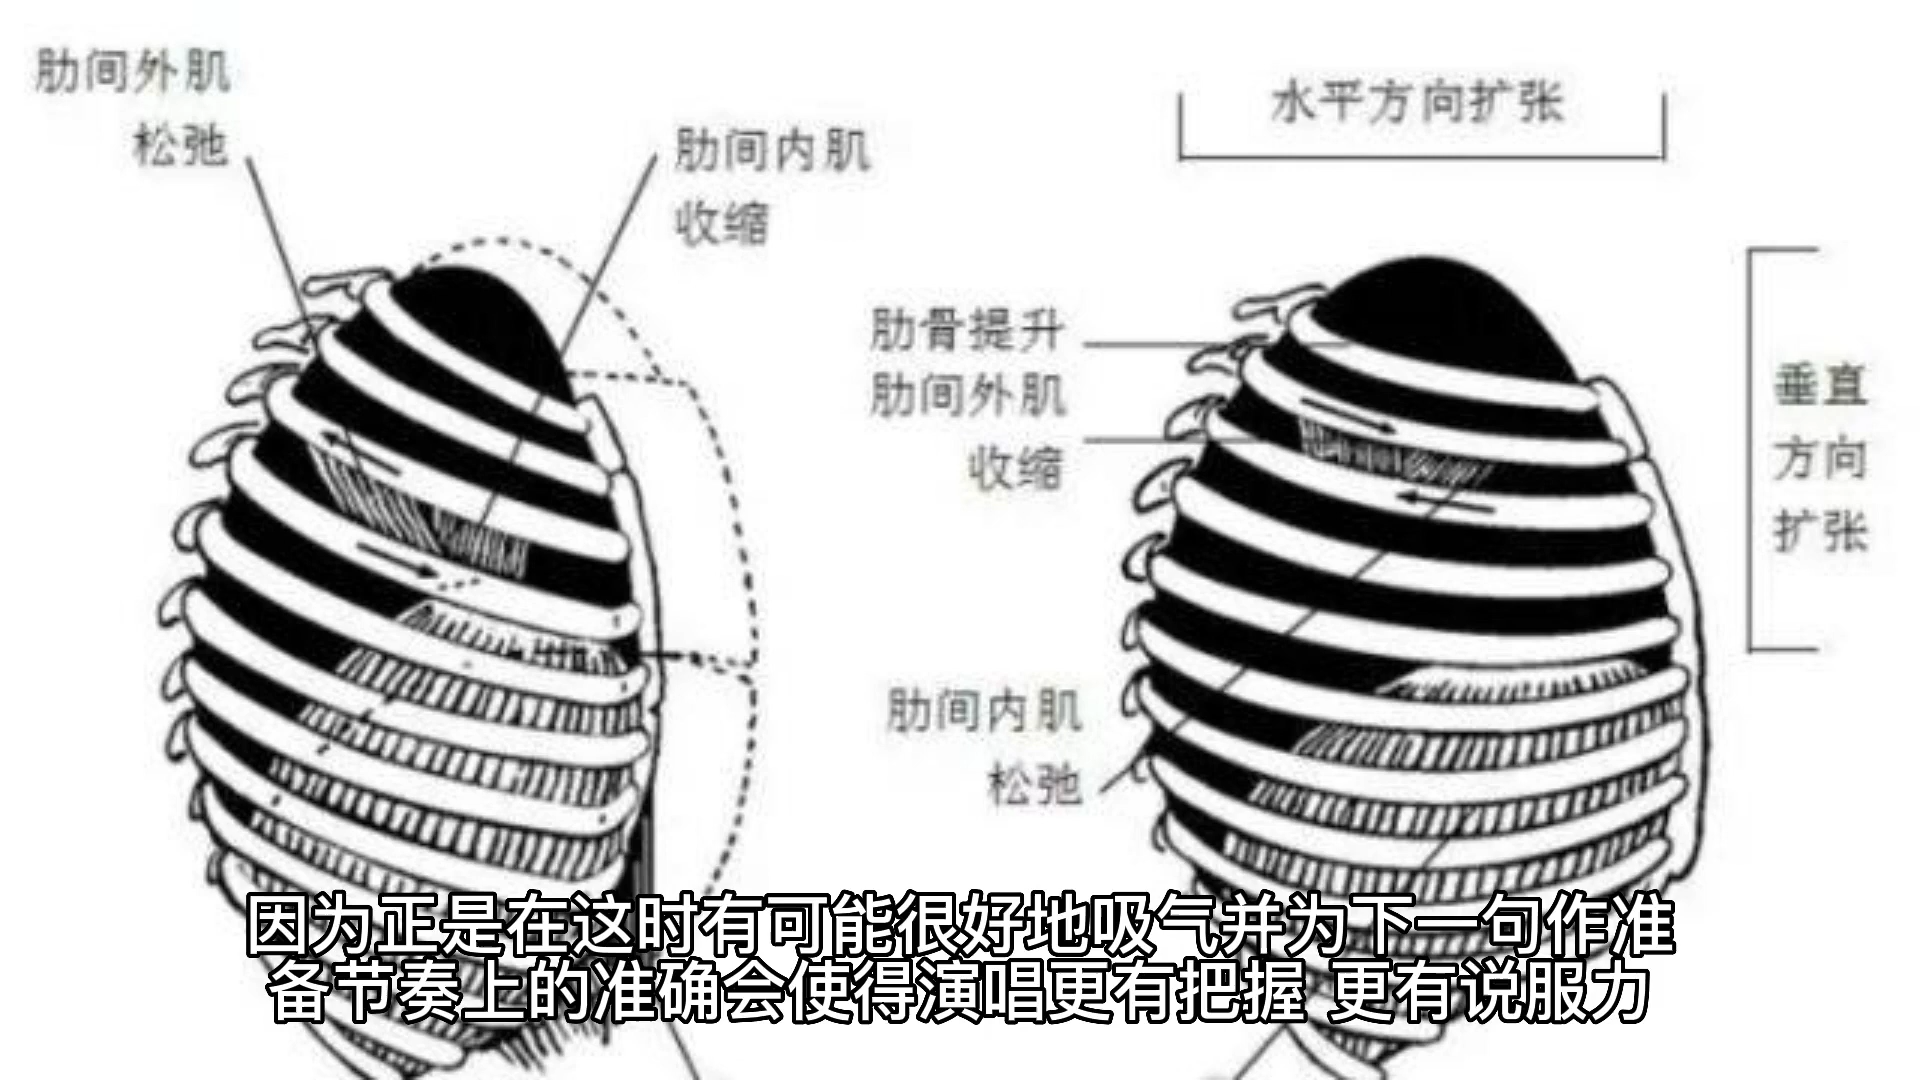 肋间外肌
松弛
肋间内肌
收缩
水平方向扩张
肋骨提升
肋间外肌
收缩
垂直
方向
扩张
肋间内肌
松弛
因为正是在这时有可能很好地吸气并为下一句作准
备节奏上的准确会使得演唱更有把握 更有说服力